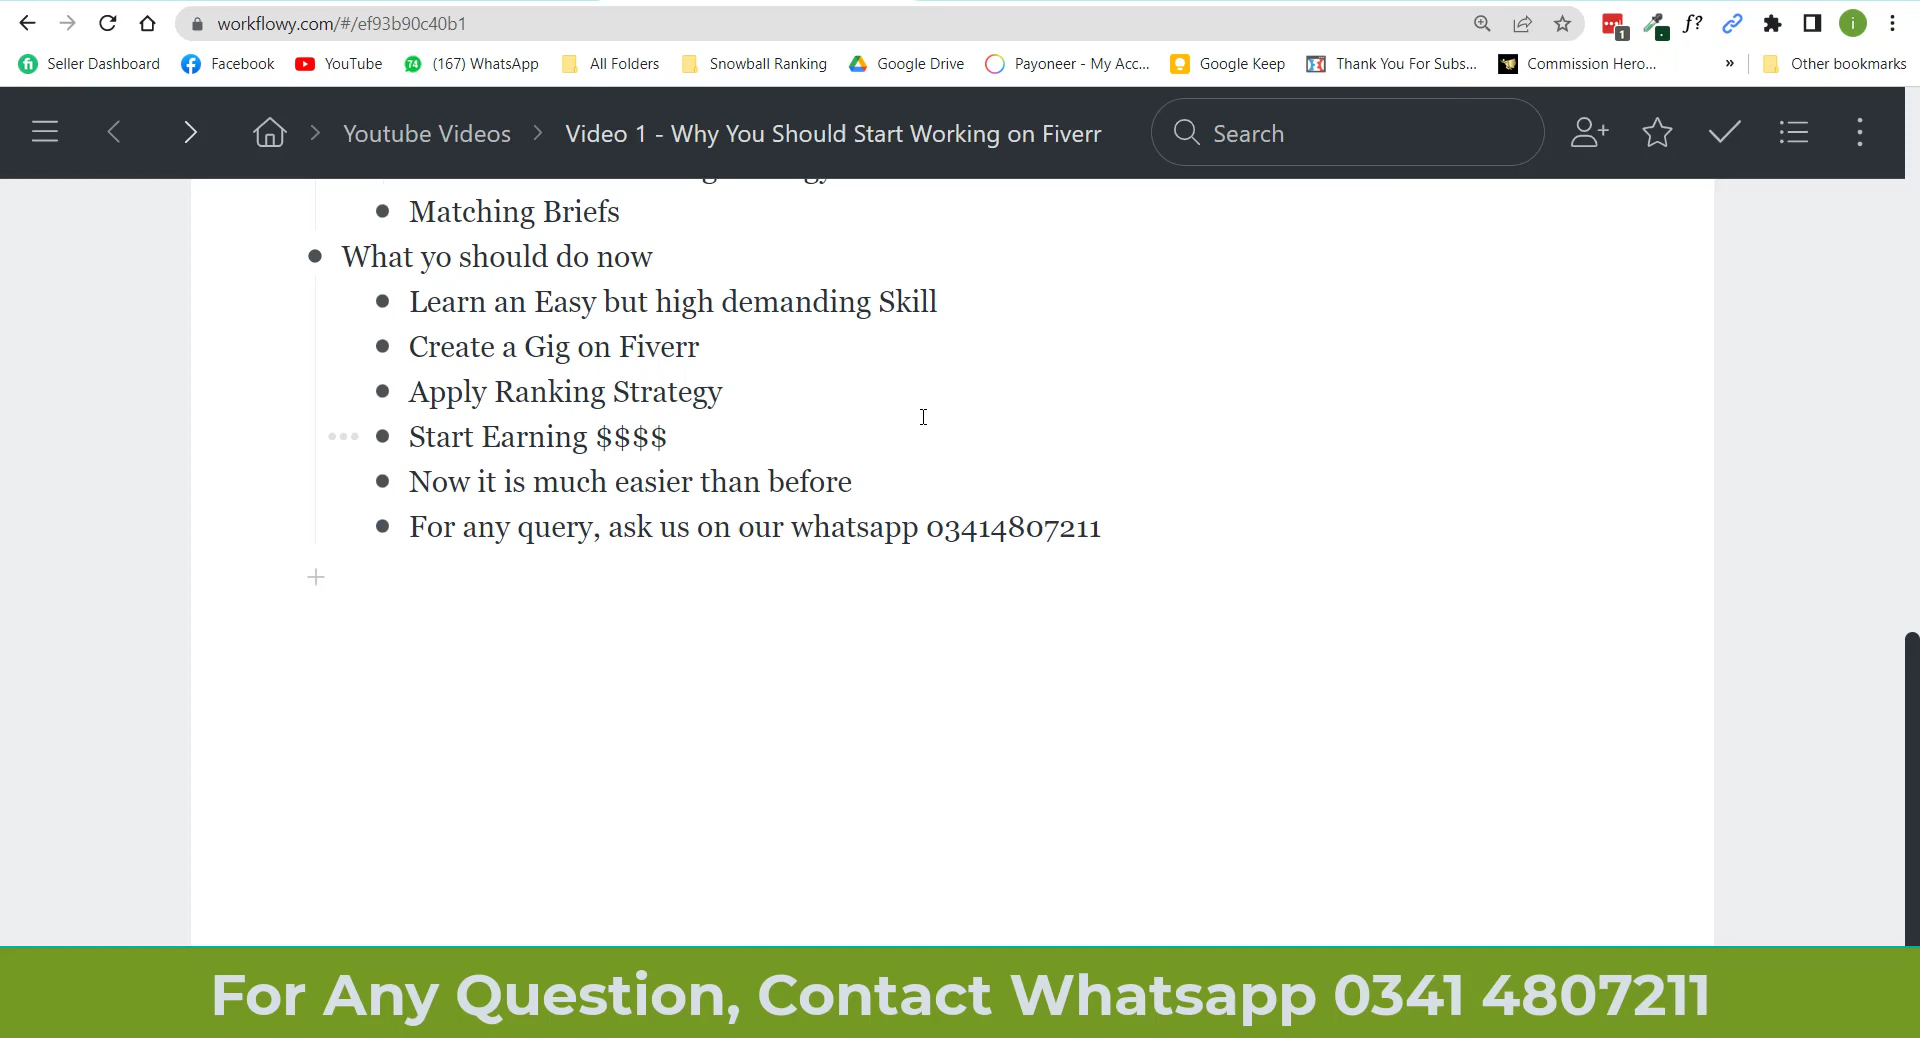 workflowy.com/#/ef93b90c40b1
1
f?
i
Seller Dashboard
Facebook
YouTube
74
(167) WhatsApp
All Folders
Snowball Ranking
Google Drive
Payoneer - My Acc...
Google Keep
Thank You For Subs...
Commission Hero...
»
Other bookmarks
Youtube Videos
Video 1 - Why You Should Start Working on Fiverr
Search
Matching Briefs
What yo should do now
Learn an Easy but high demanding Skill
Create a Gig on Fiverr
Apply Ranking Strategy
Start Earning $$$$
Now it is much easier than before
For any query, ask us on our whatsapp 03414807211
For Any Question, Contact Whatsapp 0341 4807211